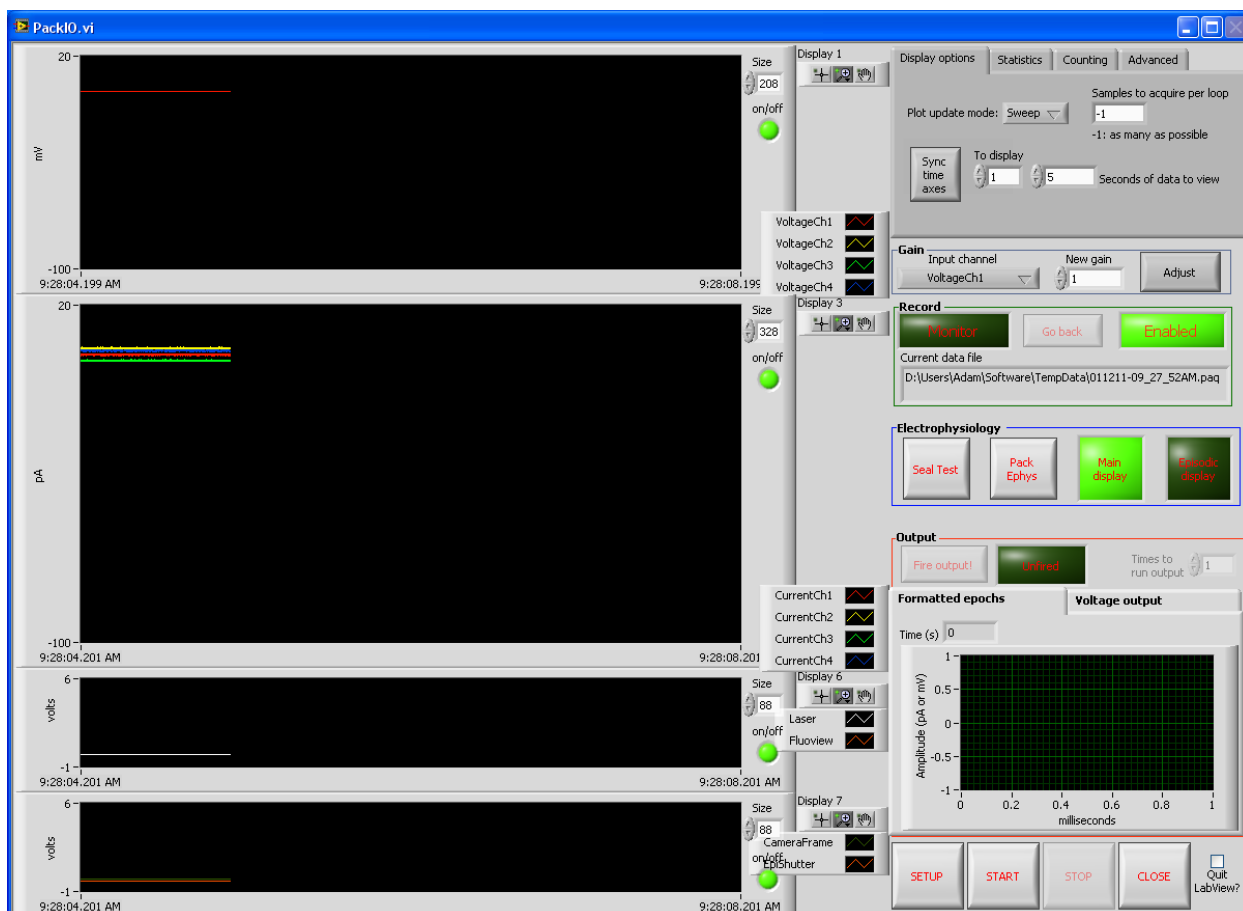 PackIO.vi
20
mV
-100
9:28:04.199 AM
9:28:08.199
Size
208
on/off
Display 1
VoltageCh1
VoltageCh2
VoltageCh3
VoltageCh4
20
pA
-100
9:28:04.201 AM
9:28:08.201
Size
328
on/off
Display 3
CurrentCh1
CurrentCh2
CurrentCh3
CurrentCh4
6
volts
-1
9:28:04.201 AM
9:28:08.201 AM
Size
88
on/off
Display 6
Laser
Fluoview
6
volts
-1
9:28:04.201 AM
9:28:08.201 AM
Size
88
on/off
Display 7
CameraFrame
EpiShutter
Display options
Statistics
Counting
Advanced
Plot update mode:
Sweep
Samples to acquire per loop
-1
-1: as many as possible
Sync
time
axes
To display
1
5
Seconds of data to view
Gain
Input channel
VoltageCh1
New gain
1
Adjust
Record
Monitor
Go back
Enabled
Current data file
D:\Users\Adam\Software\TempData\011211-09_27_52AM.paq
Electrophysiology
Seal Test
Pack
Ephys
Main
display
Episodic
display
Output
Fire output!
Unfired
Times to
run output
1
Formatted epochs
Voltage output
Time (s)
0
Amplitude (pA or mV)
1
0.5
0
-0.5
-1
0 0.2 0.4 0.6 0.8 1
milliseconds
SETUP
START
STOP
CLOSE
Quit
LabView?